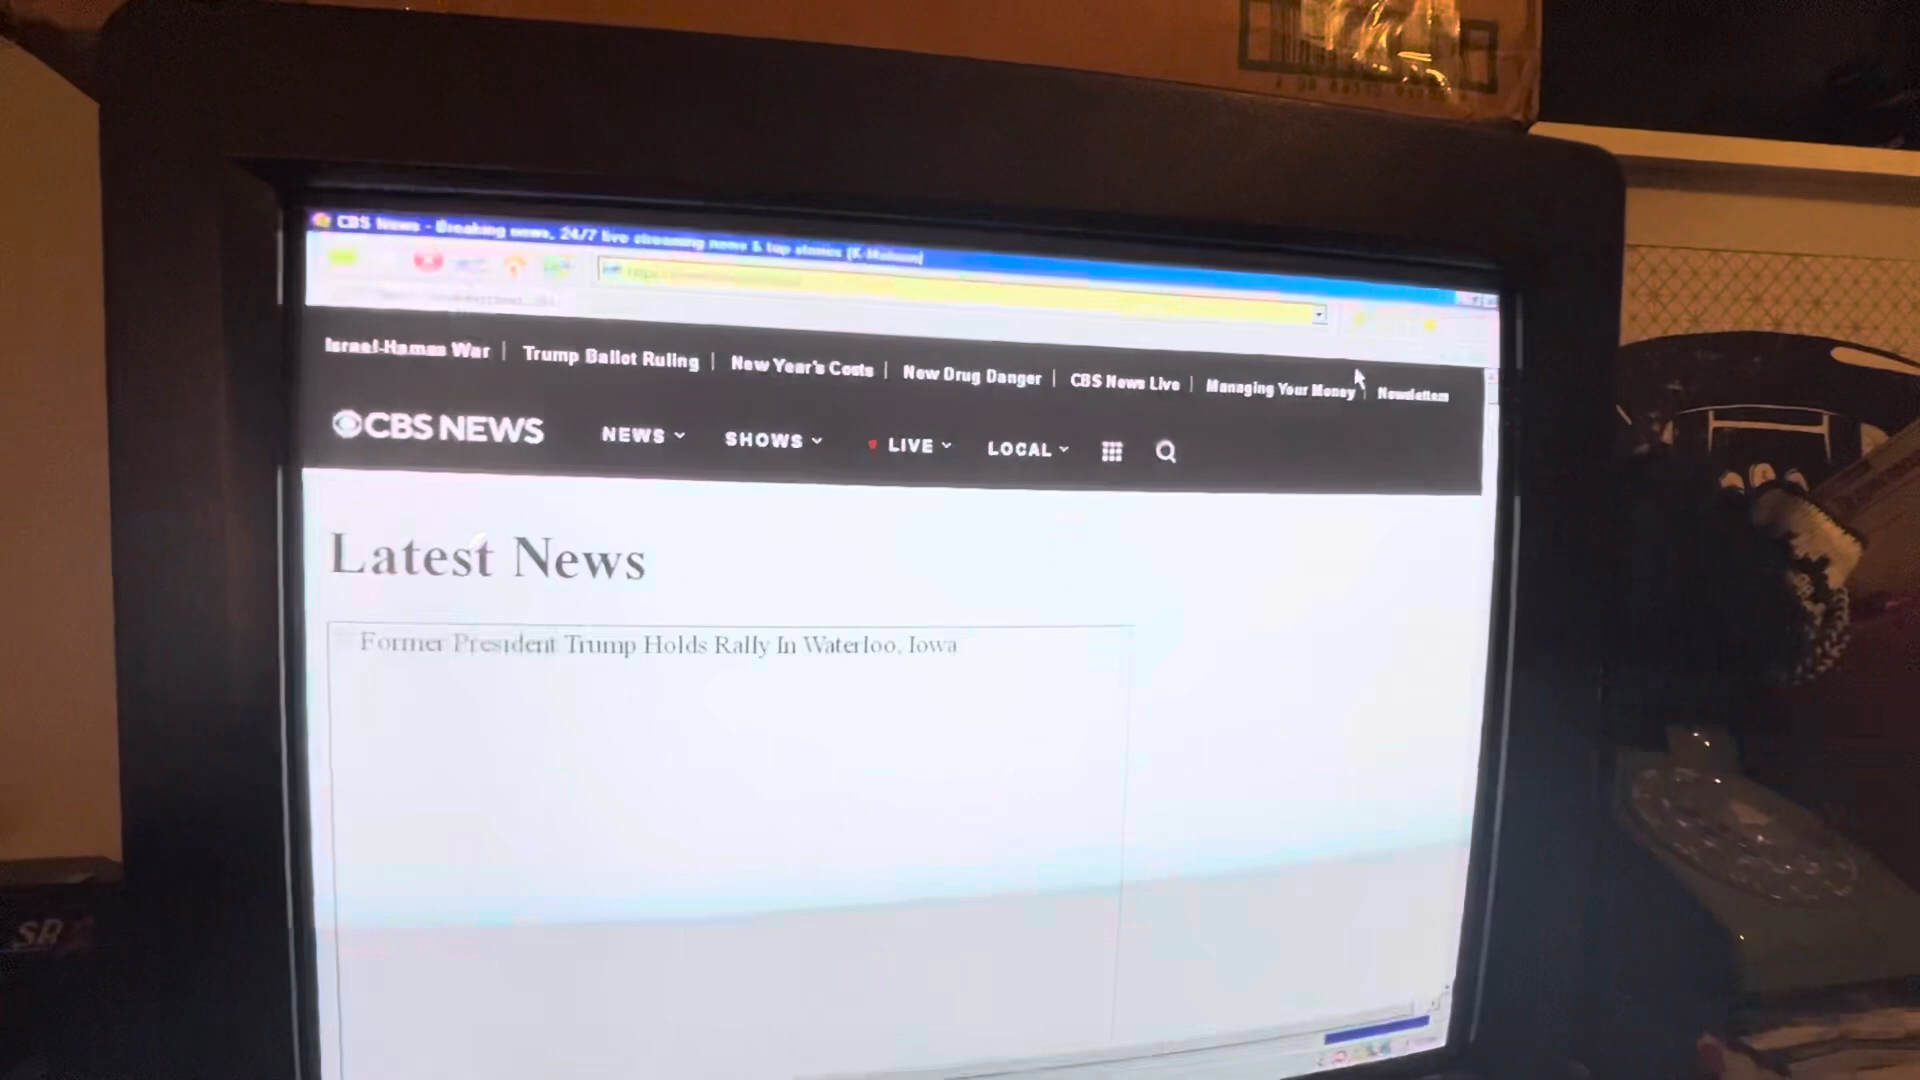 CBS News - Breaking news, 24/7 live streaming news & top stories (K-Meleon)
Israel-Hamas War | Trump Ballot Ruling | New Year's Costs | New Drug Danger | CBS News Live | Managing Your Money | Newsletters
CBS NEWS NEWS SHOWS LIVE LOCAL
Latest News
Former President Trump Holds Rally In Waterloo, Iowa
SR